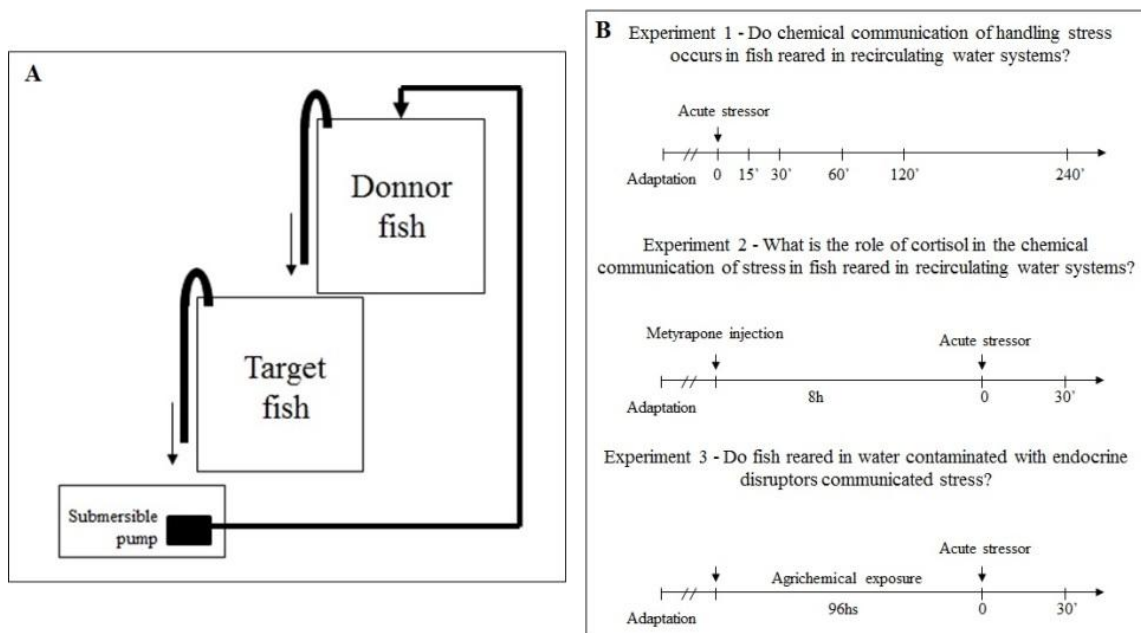 A
Donnor
fish
Target
fish
Submersible
pump
B
Experiment 1 - Do chemical communication of handling stress
occurs in fish reared in recirculating water systems?
Acute stressor
Adaptation 0 15' 30' 60' 120' 240'
Experiment 2 - What is the role of cortisol in the chemical
communication of stress in fish reared in recirculating water systems?
Metyrapone injection
Acute stressor
8h 0 30'
Adaptation
Experiment 3 - Do fish reared in water contaminated with endocrine
disruptors communicated stress?
Acute stressor
Agrichemical exposure
96hs 0 30'
Adaptation